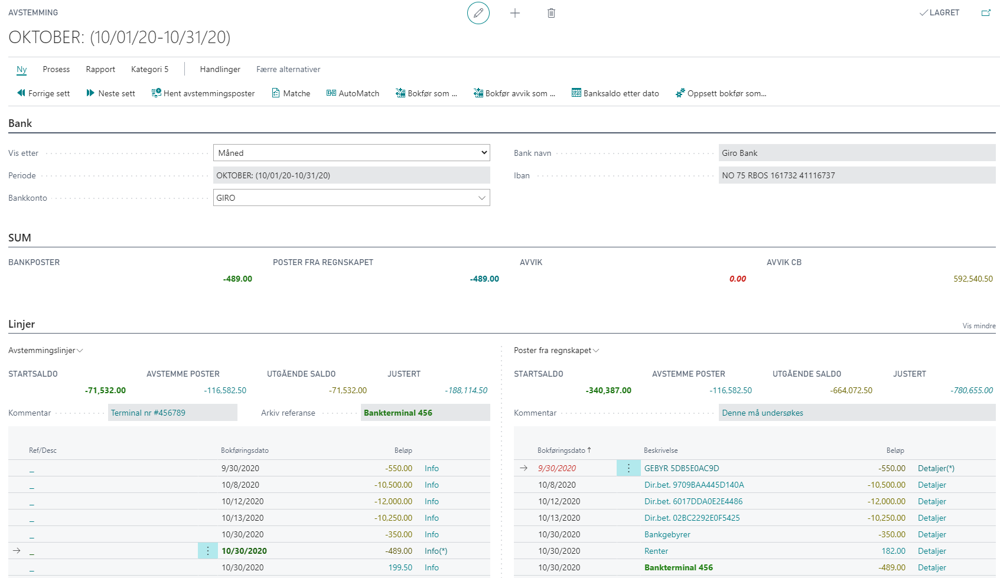 AVSTEMMING
LAGRET
OKTOBER: (10/01/20-10/31/20)
Ny Prosess Rapport Kategori 5 Handlinger Færre alternativer
Forrige sett Neste sett Hent avstemmingsposter Matche AutoMatch Bokfør som ... Bokfør avvik som ... Banksaldo etter dato Oppsett bokfør som...
Bank
Vis etter Måned Bank navn Giro Bank
Periode OKTOBER: (10/01/20-10/31/20) Iban NO 75 RBOS 161732 41116737
Bankkonto GIRO
SUM
BANKPOSTER POSTER FRA REGNSKAPET AVVIK AVVIK CB
-489.00 -489.00 0.00 592,540.50
Linjer Vis mindre
Avstemmingslinjer Poster fra regnskapet
STARTSALDO AVSTEMME POSTER UTGÅENDE SALDO JUSTERT STARTSALDO AVSTEMME POSTER UTGÅENDE SALDO JUSTERT
-71,532.00 -116,582.50 -71,532.00 -188,114.50 -340,387.00 -116,582.50 -664,072.50 -780,655.00
Kommentar Terminal nr #456789 Arkiv referanse Bankterminal 456 Kommentar Denne må undersøkes
Ref/Desc Bokføringsdato Beløp Bokføringsdato ↑ Beskrivelse Beløp
_ 9/30/2020 -550.00 Info → 9/30/2020 ⋮ GEBYR 5DB5E0AC9D -550.00 Detaljer(*)
_ 10/8/2020 -10,500.00 Info 10/8/2020 Dir.bet. 9709BAA445D140A -10,500.00 Detaljer
_ 10/12/2020 -12,000.00 Info 10/12/2020 Dir.bet. 6017DDA0E2E4486 -12,000.00 Detaljer
_ 10/13/2020 -10,250.00 Info 10/13/2020 Dir.bet. 02BC2292E0F5425 -10,250.00 Detaljer
_ 10/30/2020 -350.00 Info 10/30/2020 Bankgebyrer -350.00 Detaljer
→ _ ⋮ 10/30/2020 -489.00 Info(*) 10/30/2020 Renter 182.00 Detaljer
_ 10/30/2020 199.50 Info 10/30/2020 Bankterminal 456 -489.00 Detaljer